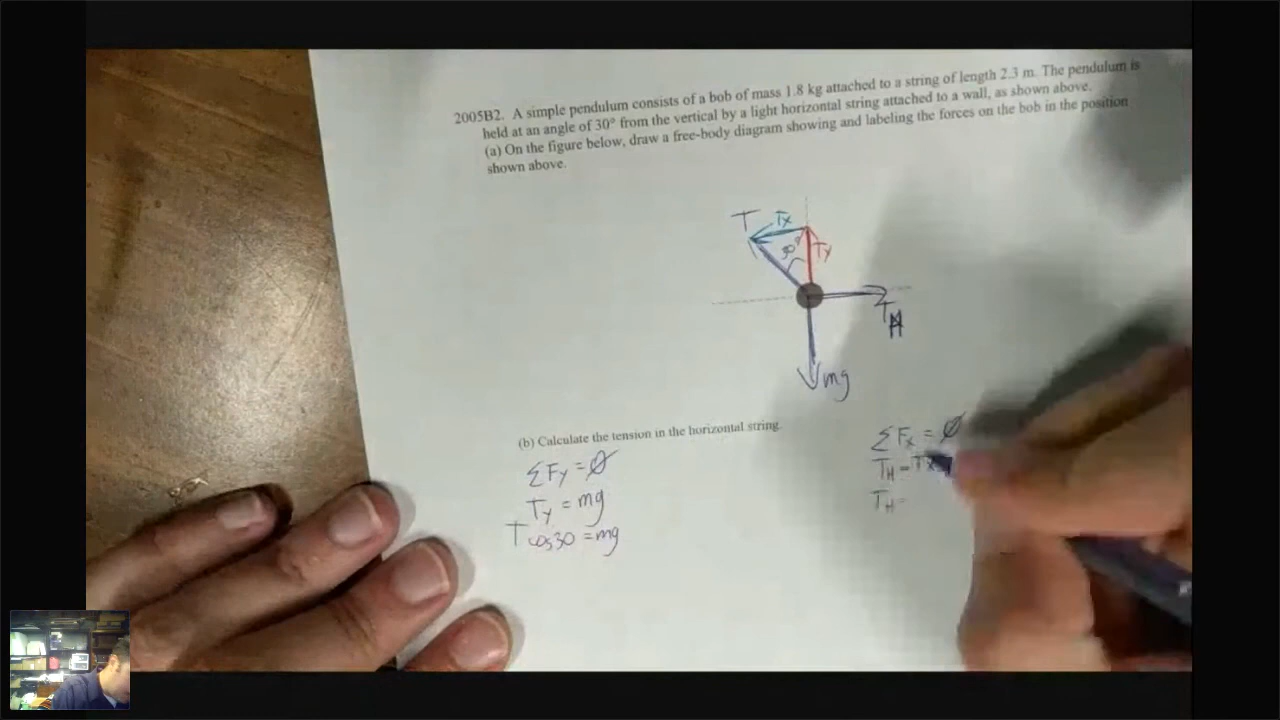 2005B2. A simple pendulum consists of a bob of mass 1.8 kg attached to a string of length 2.3 m. The pendulum is
held at an angle of 30° from the vertical by a light horizontal string attached to a wall, as shown above.
(a) On the figure below, draw a free-body diagram showing and labeling the forces on the bob in the position
shown above.
T
Tx
30°
Ty
TH
mg
(b) Calculate the tension in the horizontal string.
ΣFy = 0
Ty = mg
T cos30 = mg
ΣFx = 0
TH = Tx
TH =